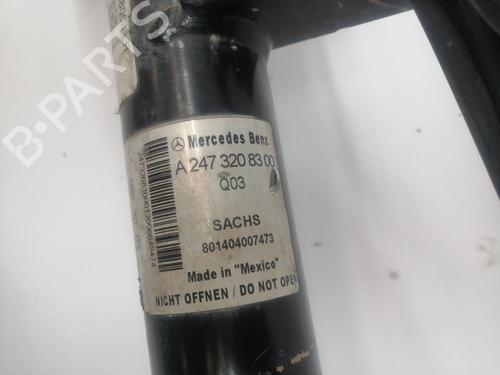 B-PARTS
Mercedes Benz
A 247 320 83 00
Q03
SACHS
801404007473
Made in "Mexico"
NICHT OFFNEN / DO NOT OPEN